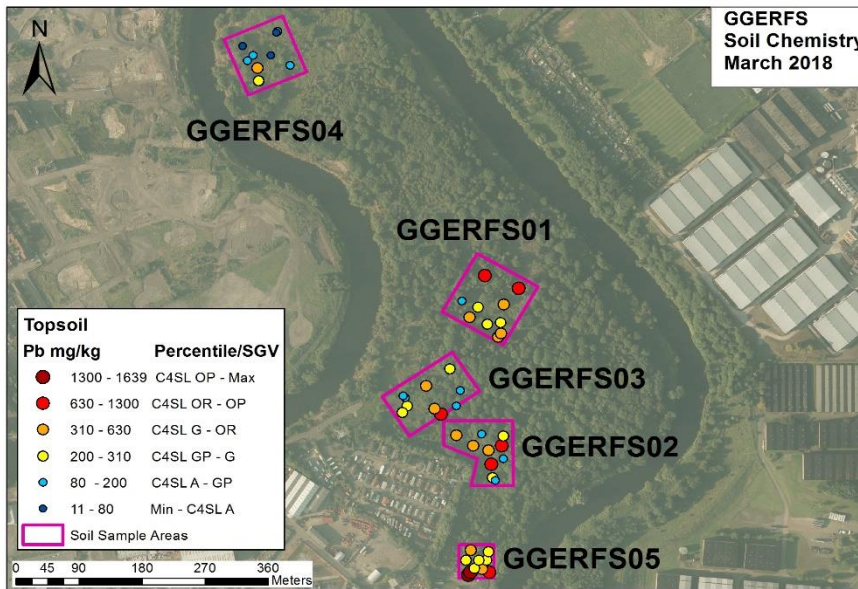 GGERFS
Soil Chemistry
March 2018
N
GGERFS04
GGERFS01
GGERFS03
GGERFS02
GGERFS05
Topsoil
Pb mg/kg Percentile/SGV
1300 - 1639 C4SL OP - Max
630 - 1300 C4SL OR - OP
310 - 630 C4SL G - OR
200 - 310 C4SL GP - G
80 - 200 C4SL A - GP
11 - 80 Min - C4SL A
Soil Sample Areas
0 45 90 180 270 360
Meters